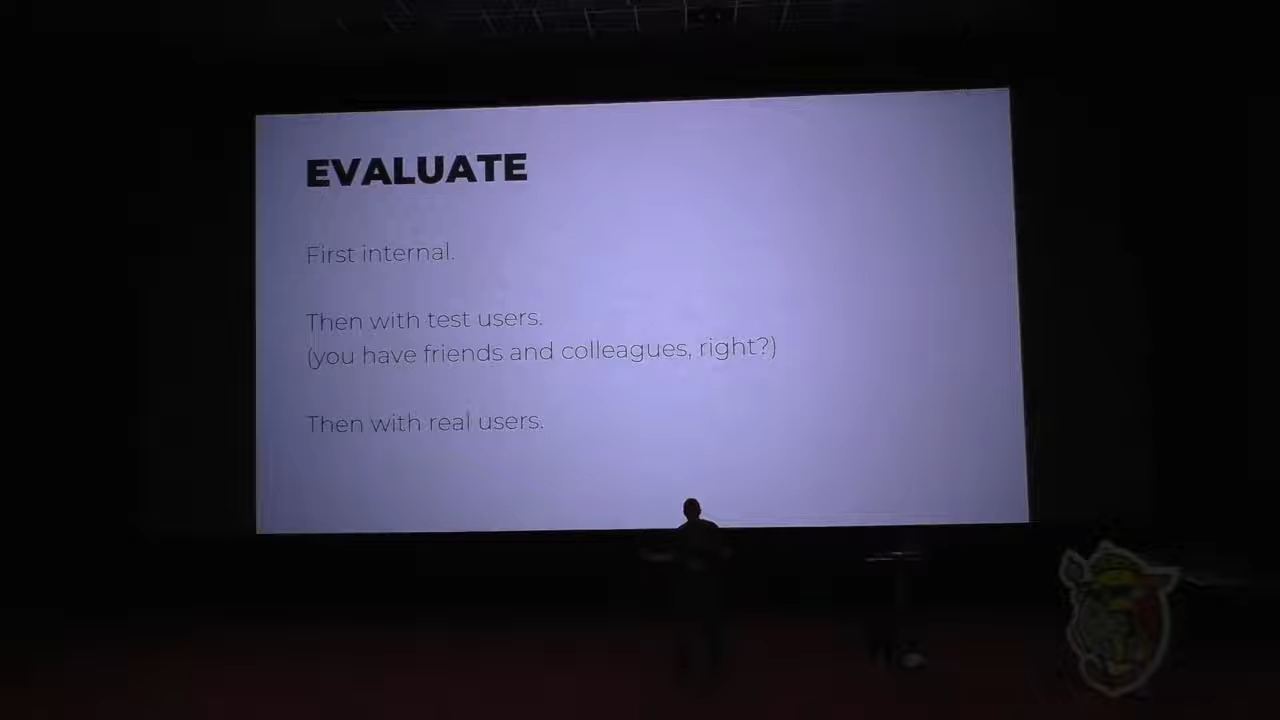 EVALUATE
First internal.
Then with test users.
(you have friends and colleagues, right?)
Then with real users.